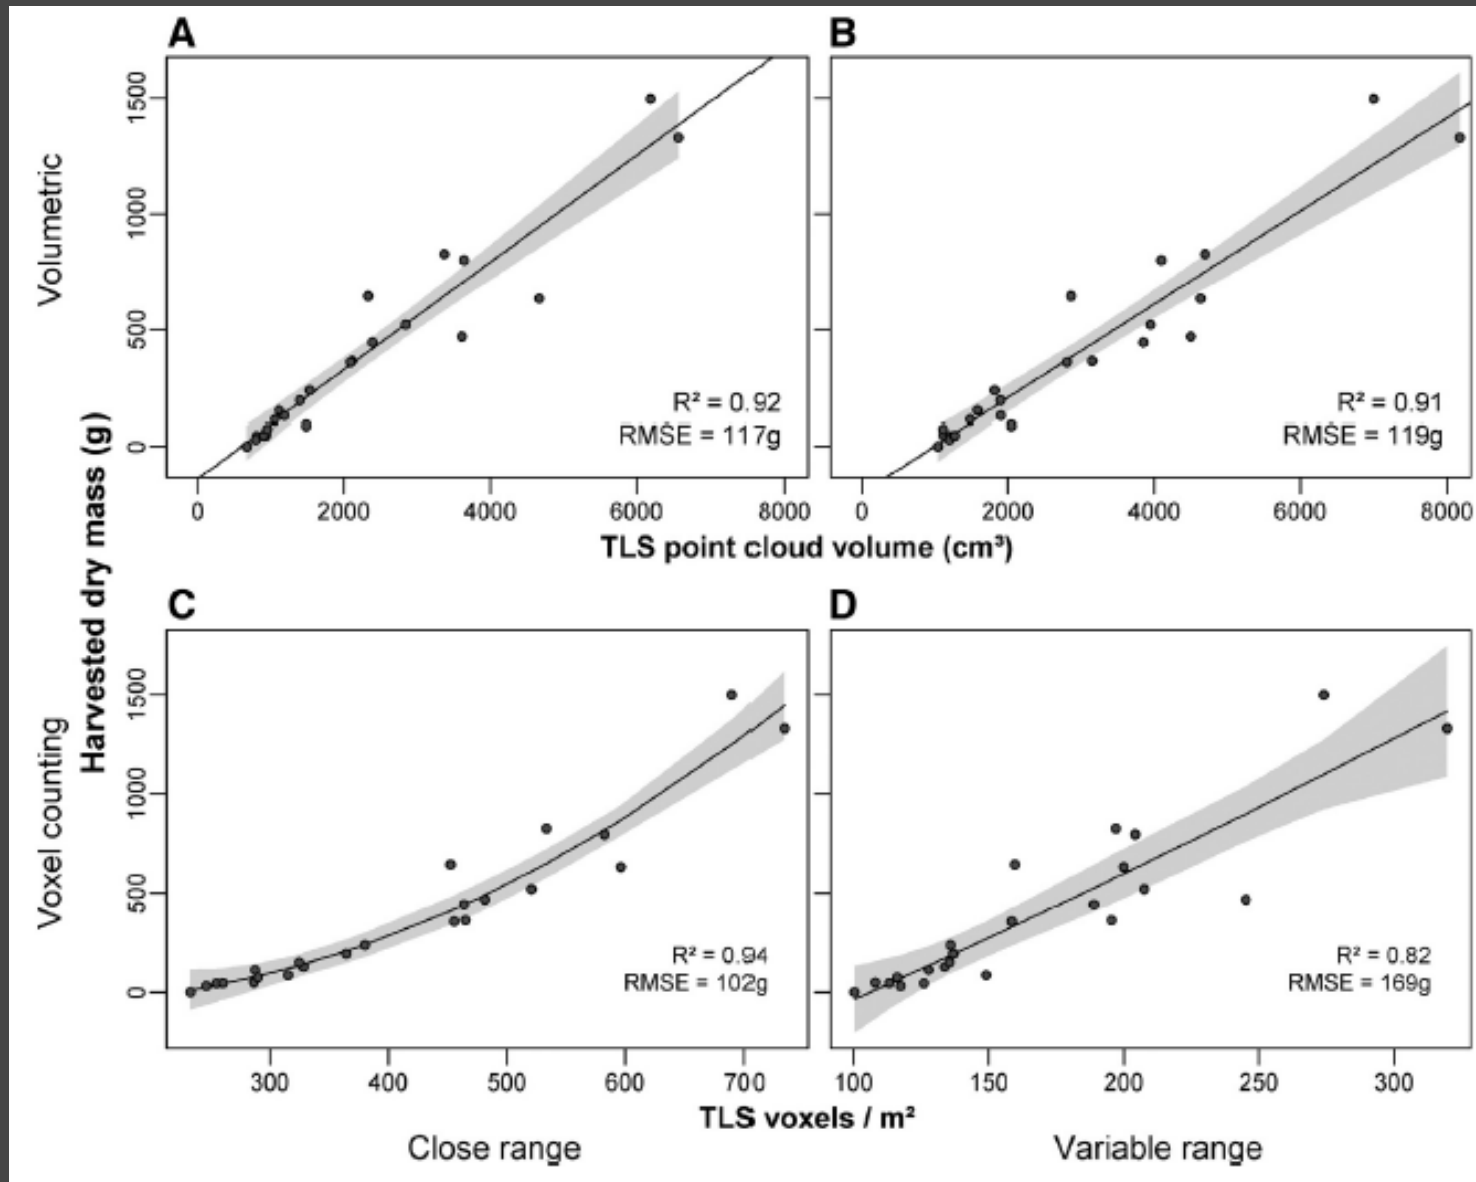 A
B
Volumetric
Voxel counting
Harvested dry mass (g)
1500
1000
500
0
R² = 0.92
RMSE = 117g
R² = 0.91
RMSE = 119g
0 2000 4000 6000 8000
0 2000 4000 6000 8000
TLS point cloud volume (cm³)
C
D
1500
1000
500
0
R² = 0.94
RMSE = 102g
R² = 0.82
RMSE = 169g
300 400 500 600 700
100 150 200 250 300
TLS voxels / m²
Close range
Variable range